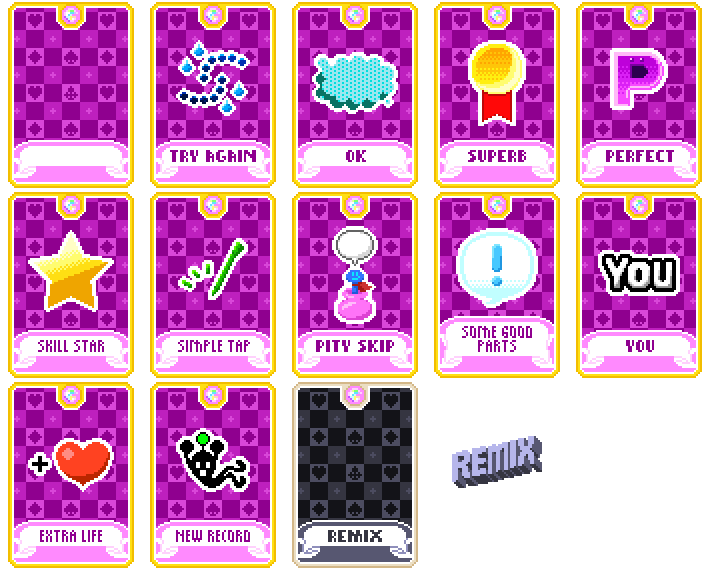 TRY AGAIN
OK
SUPERB
P
PERFECT
SKILL STAR
SIMPLE TAP
PITY SKIP
!
SOME GOOD
PARTS
YOU
YOU
+
EXTRA LIFE
NEW RECORD
REMIX
REMIX